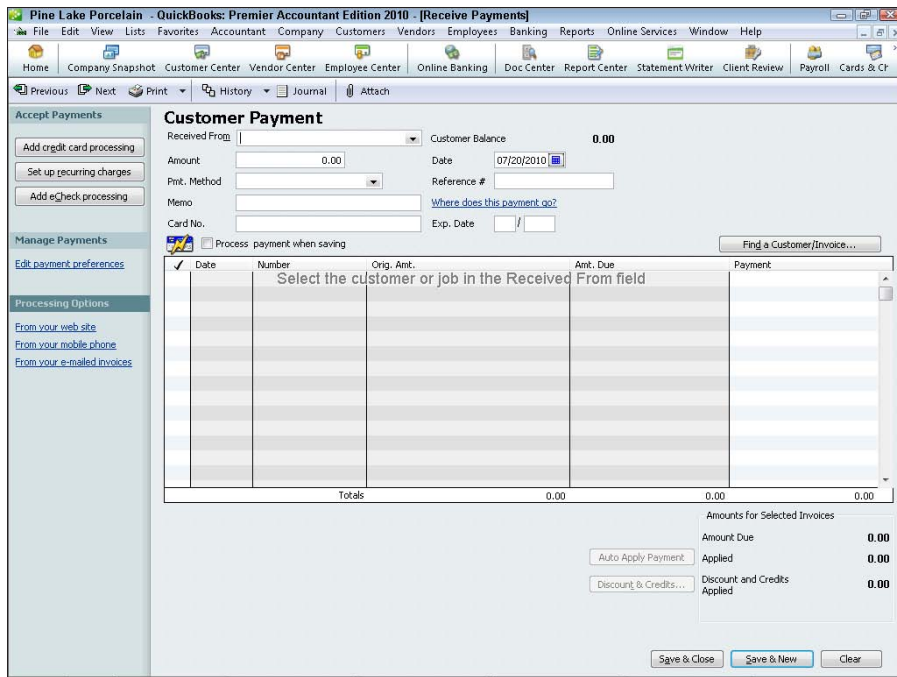 Pine Lake Porcelain - QuickBooks: Premier Accountant Edition 2010 - [Receive Payments]
File Edit View Lists Favorites Accountant Company Customers Vendors Employees Banking Reports Online Services Window Help
Home Company Snapshot Customer Center Vendor Center Employee Center Online Banking Doc Center Report Center Statement Writer Client Review Payroll Cards & Ch
Previous Next Print History Journal Attach
Accept Payments
Add credit card processing
Set up recurring charges
Add eCheck processing
Manage Payments
Edit payment preferences
Processing Options
From your web site
From your mobile phone
From your e-mailed invoices
Customer Payment
Received From Customer Balance 0.00
Amount 0.00 Date 07/20/2010
Pmt. Method Reference #
Memo Where does this payment go?
Card No. Exp. Date /
Process payment when saving Find a Customer/Invoice...
✓ Date Number Orig. Amt. Amt. Due Payment
Select the customer or job in the Received From field
Totals 0.00 0.00 0.00
Amounts for Selected Invoices
Amount Due 0.00
Auto Apply Payment Applied 0.00
Discount & Credits... Discount and Credits Applied 0.00
Save & Close Save & New Clear